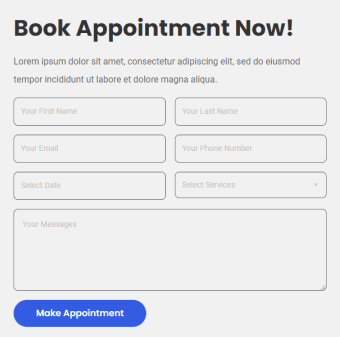 Book Appointment Now!
Lorem ipsum dolor sit amet, consectetur adipiscing elit, sed do eiusmod
tempor incididunt ut labore et dolore magna aliqua.
Your First Name
Your Last Name
Your Email
Your Phone Number
Select Date
Select Services
Your Messages
Make Appointment